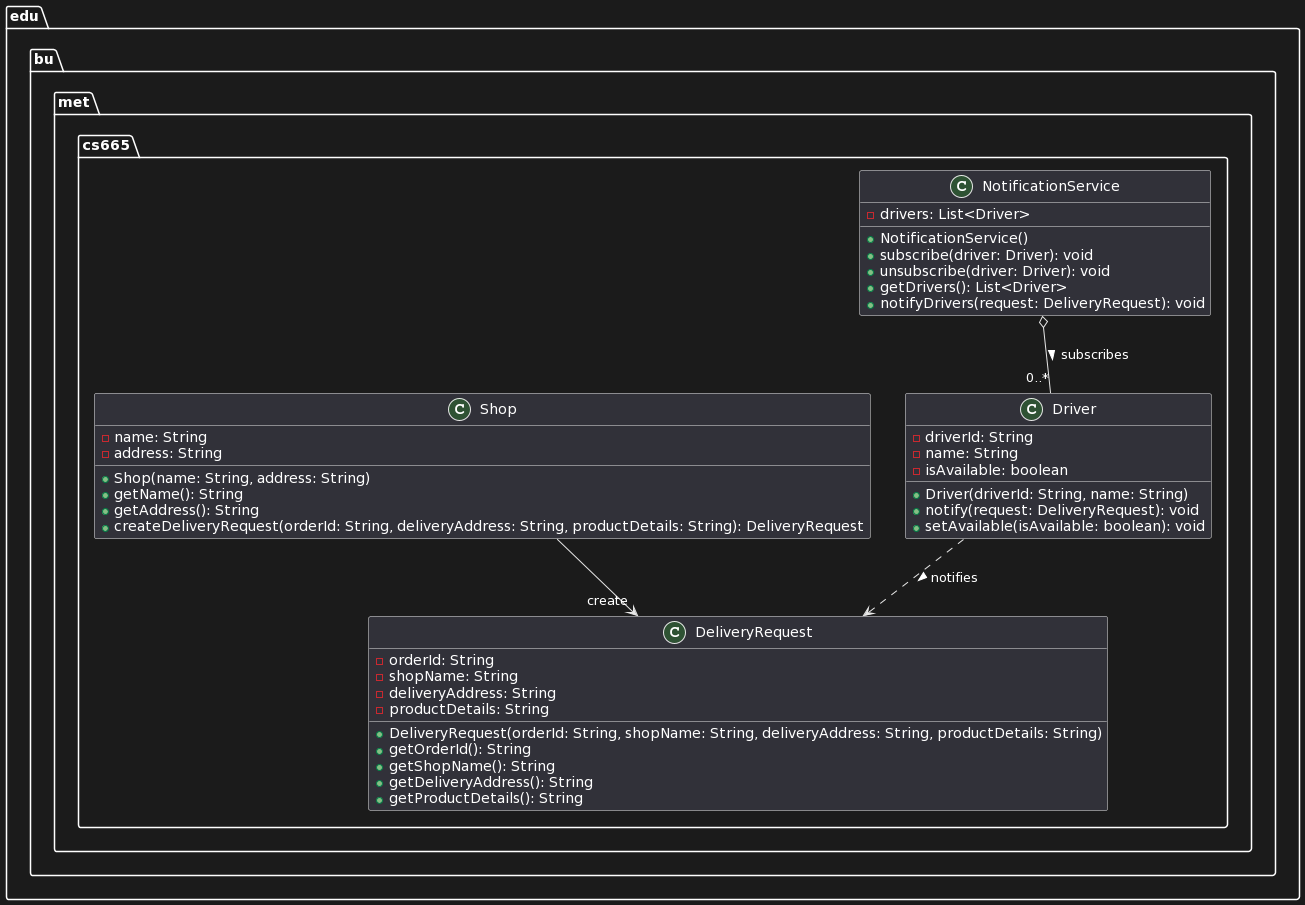 edu
bu
met
cs665
C NotificationService
drivers: List<Driver>
NotificationService()
subscribe(driver: Driver): void
unsubscribe(driver: Driver): void
getDrivers(): List<Driver>
notifyDrivers(request: DeliveryRequest): void
subscribes
0..*
C Shop
name: String
address: String
Shop(name: String, address: String)
getName(): String
getAddress(): String
createDeliveryRequest(orderId: String, deliveryAddress: String, productDetails: String): DeliveryRequest
C Driver
driverId: String
name: String
isAvailable: boolean
Driver(driverId: String, name: String)
notify(request: DeliveryRequest): void
setAvailable(isAvailable: boolean): void
create
notifies
C DeliveryRequest
orderId: String
shopName: String
deliveryAddress: String
productDetails: String
DeliveryRequest(orderId: String, shopName: String, deliveryAddress: String, productDetails: String)
getOrderId(): String
getShopName(): String
getDeliveryAddress(): String
getProductDetails(): String